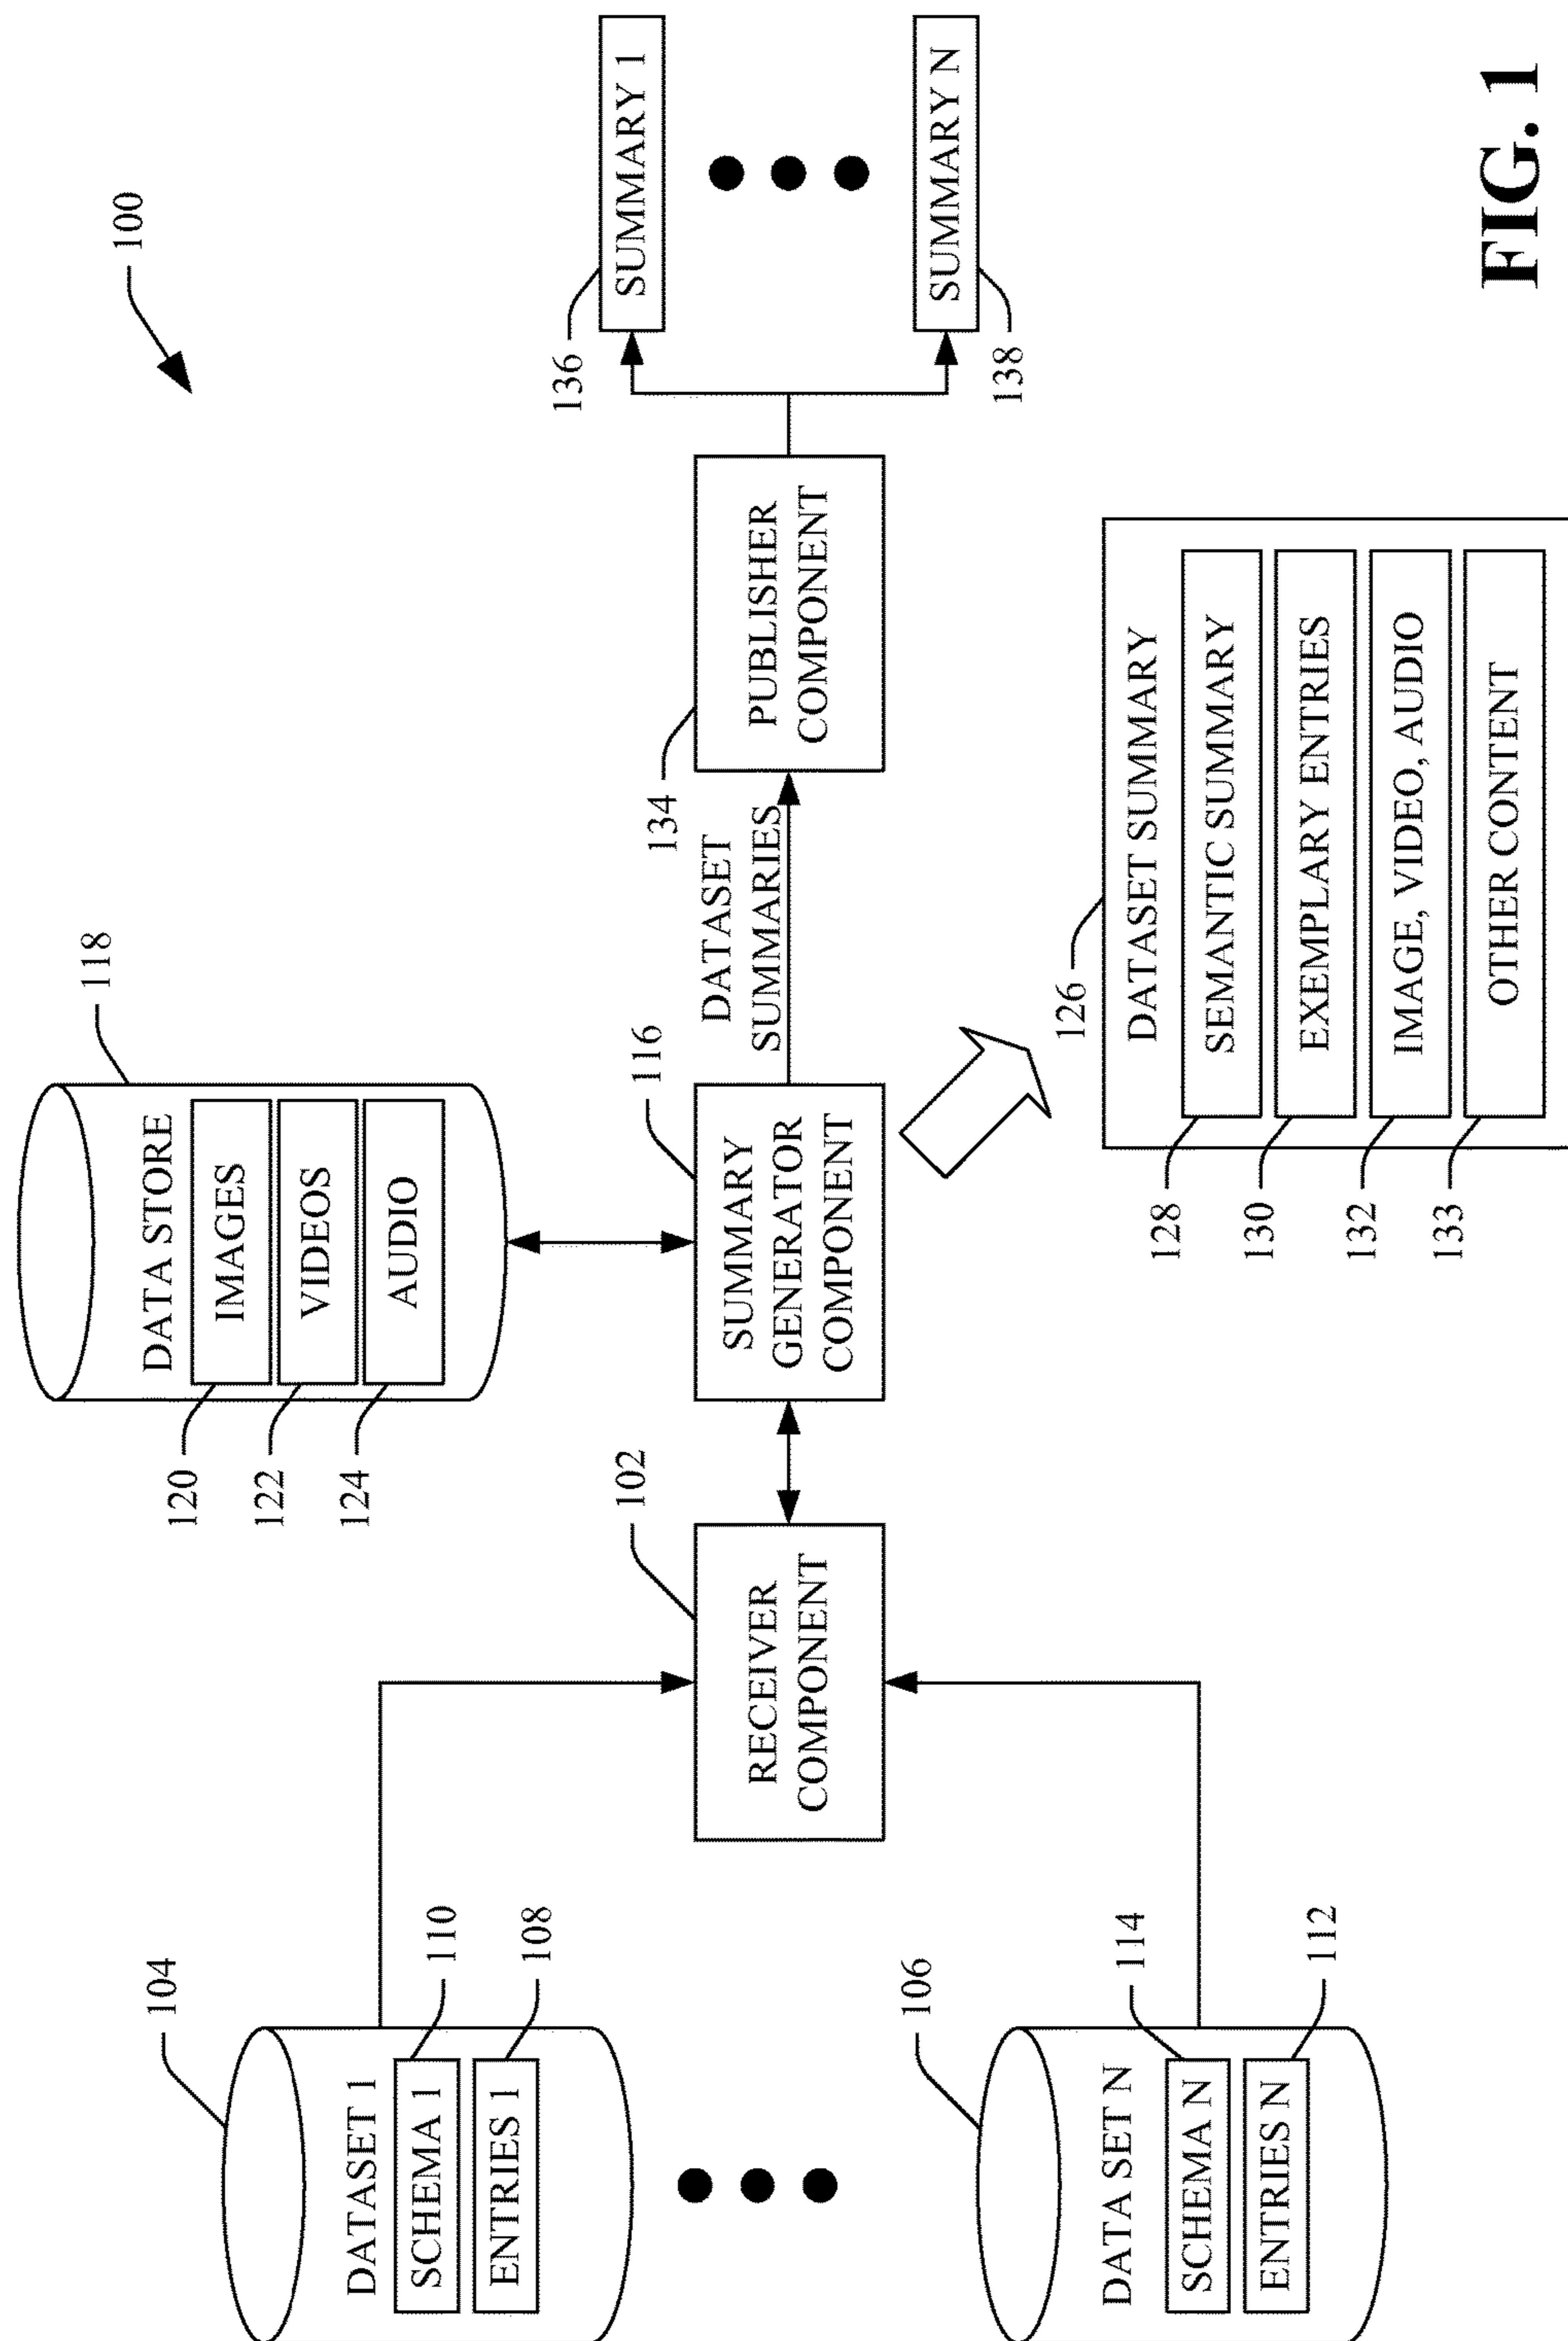 100
104
DATASET 1
SCHEMA 1
110
ENTRIES 1
108
106
DATA SET N
SCHEMA N
114
ENTRIES N
112
102
RECEIVER
COMPONENT
118
DATA STORE
IMAGES
120
VIDEOS
122
AUDIO
124
116
SUMMARY
GENERATOR
COMPONENT
DATASET
SUMMARIES
126
DATASET SUMMARY
SEMANTIC SUMMARY
128
EXEMPLARY ENTRIES
130
IMAGE, VIDEO, AUDIO
132
OTHER CONTENT
133
134
PUBLISHER
COMPONENT
136
SUMMARY 1
SUMMARY N
138
FIG. 1